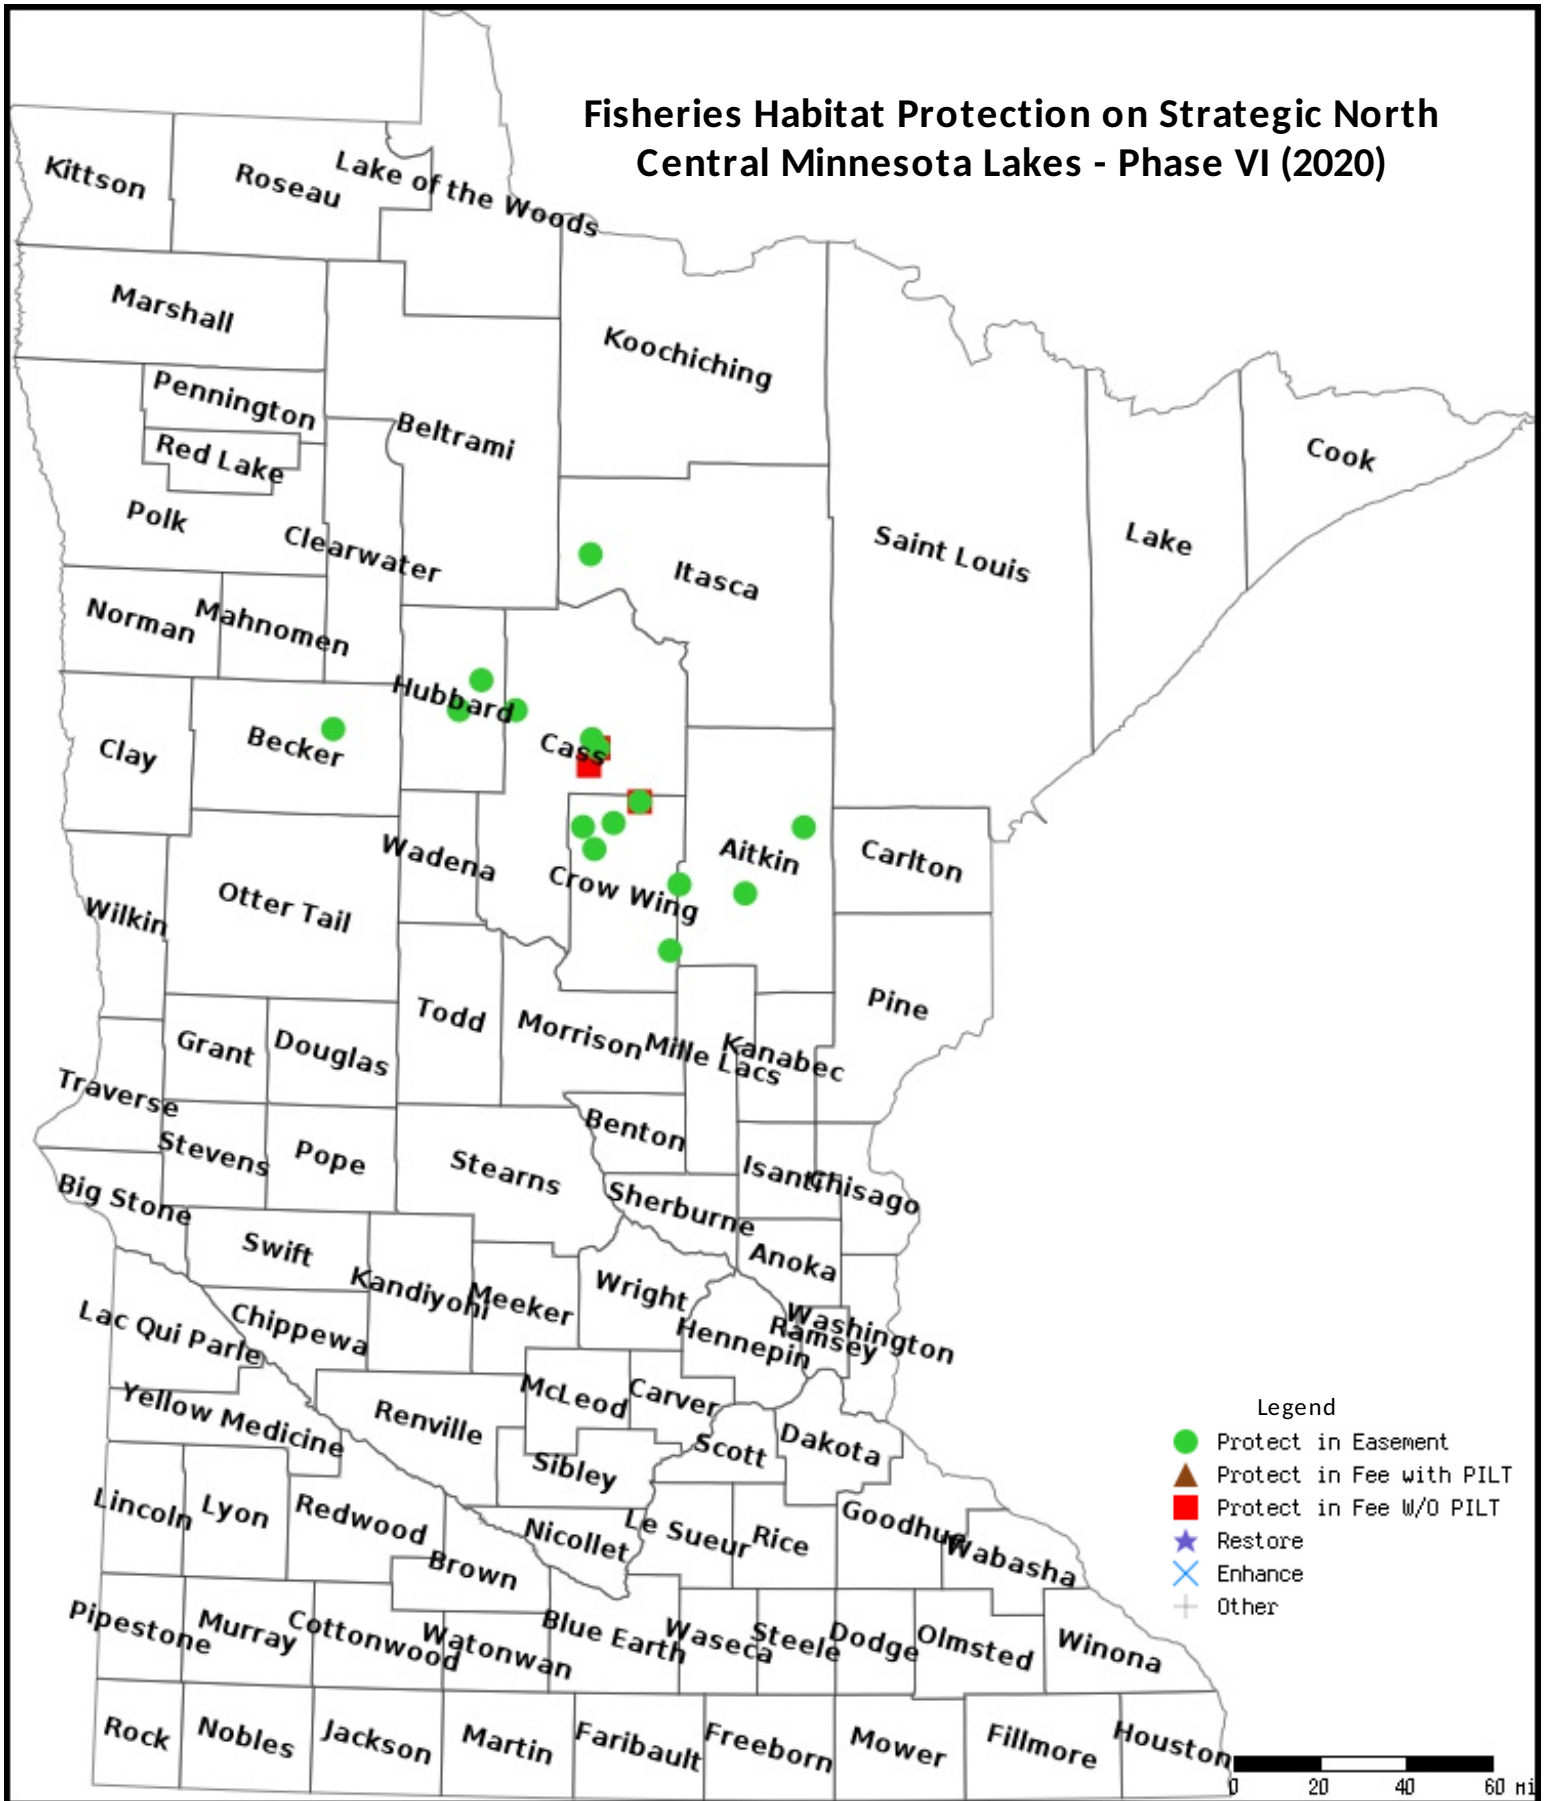 Fisheries Habitat Protection on Strategic North
Central Minnesota Lakes - Phase VI (2020)
Kittson
Roseau
Lake of the Woods
Marshall
Koochiching
Pennington
Beltrami
Red Lake
Cook
Polk
Clearwater
Saint Louis
Lake
Itasca
Norman
Mahnomen
Hubbard
Clay
Becker
Cass
Wadena
Aitkin
Carlton
Otter Tail
Crow Wing
Wilkin
Todd
Morrison
Mille Lacs
Kanabec
Pine
Grant
Douglas
Traverse
Stevens
Pope
Stearns
Benton
Isanti
Chisago
Big Stone
Sherburne
Swift
Anoka
Kandiyohi
Meeker
Wright
Lac Qui Parle
Chippewa
Hennepin
Ramsey
Washington
Yellow Medicine
Renville
McLeod
Carver
Scott
Dakota
Sibley
Lincoln
Lyon
Redwood
Nicollet
Le Sueur
Rice
Goodhue
Wabasha
Brown
Pipestone
Murray
Cottonwood
Watonwan
Blue Earth
Waseca
Steele
Dodge
Olmsted
Winona
Rock
Nobles
Jackson
Martin
Faribault
Freeborn
Mower
Fillmore
Houston
Legend
Protect in Easement
Protect in Fee with PILT
Protect in Fee W/O PILT
Restore
Enhance
Other
0 20 40 60 mi